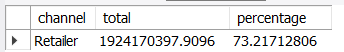 channel total percentage
Retailer 1924170397.9096 73.21712806